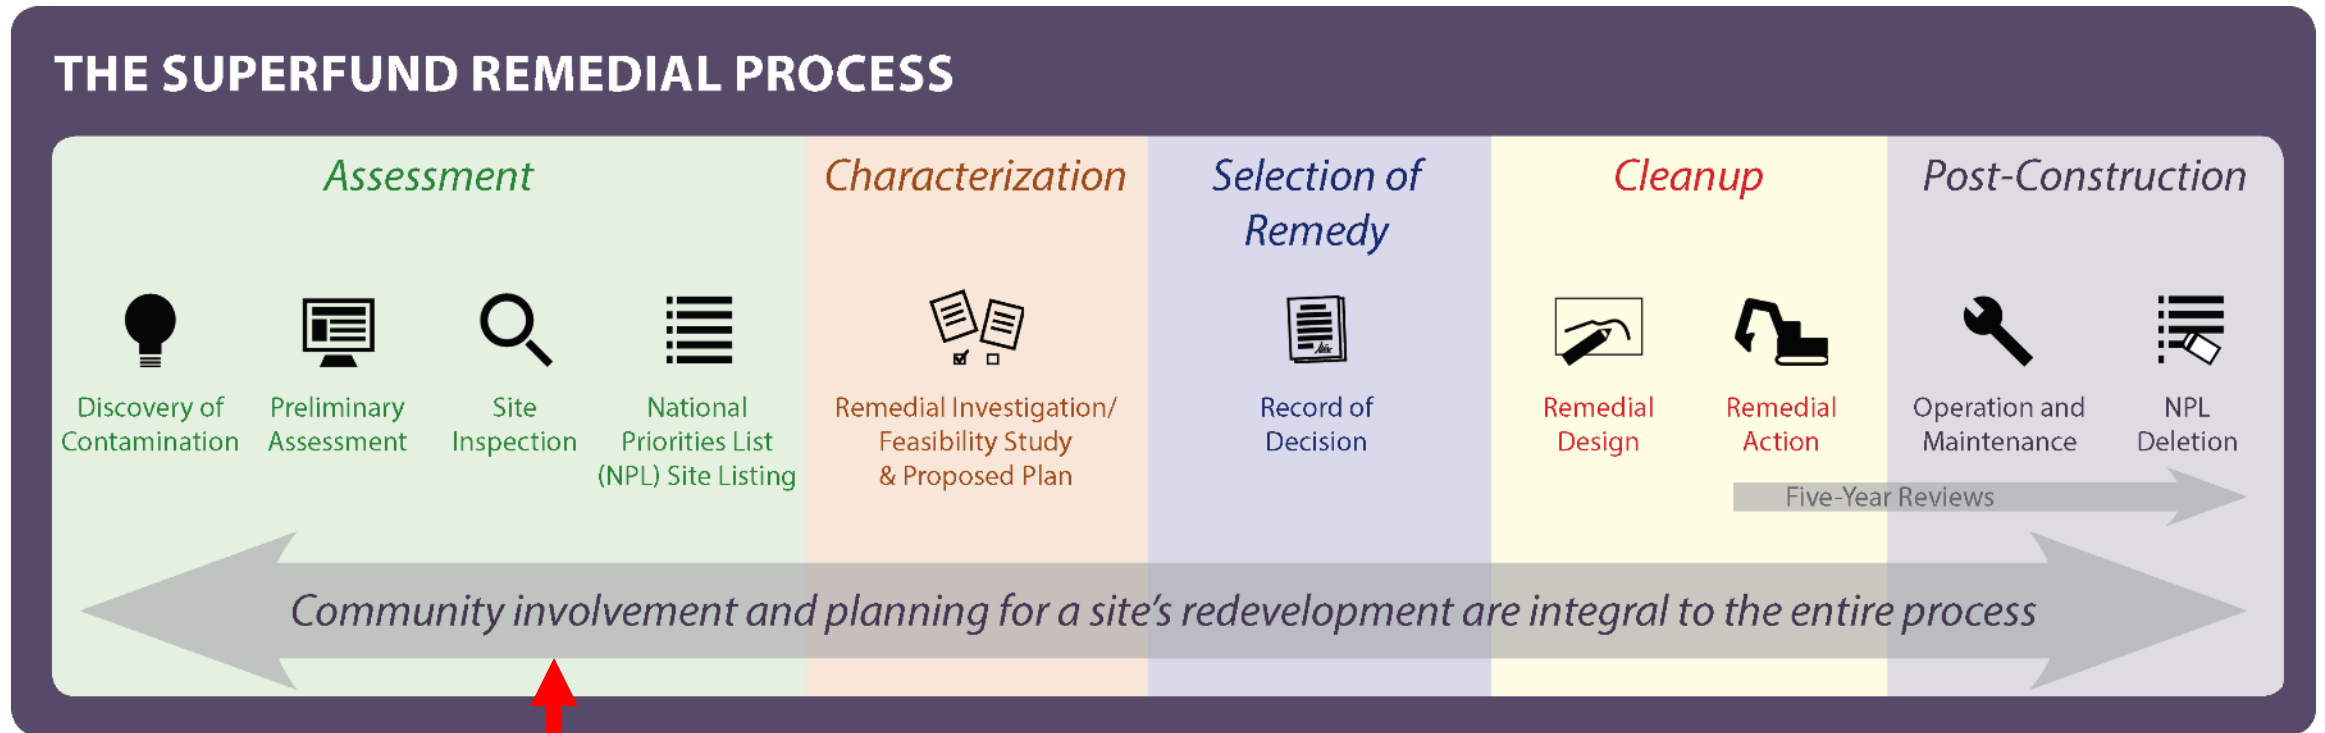 THE SUPERFUND REMEDIAL PROCESS
Assessment
Discovery of
Contamination
Preliminary
Assessment
Site
Inspection
National
Priorities List
(NPL) Site Listing
Characterization
Remedial Investigation/
Feasibility Study
& Proposed Plan
Selection of
Remedy
Record of
Decision
Cleanup
Remedial
Design
Remedial
Action
Post-Construction
Operation and
Maintenance
NPL
Deletion
Five-Year Reviews
Community involvement and planning for a site’s redevelopment are integral to the entire process